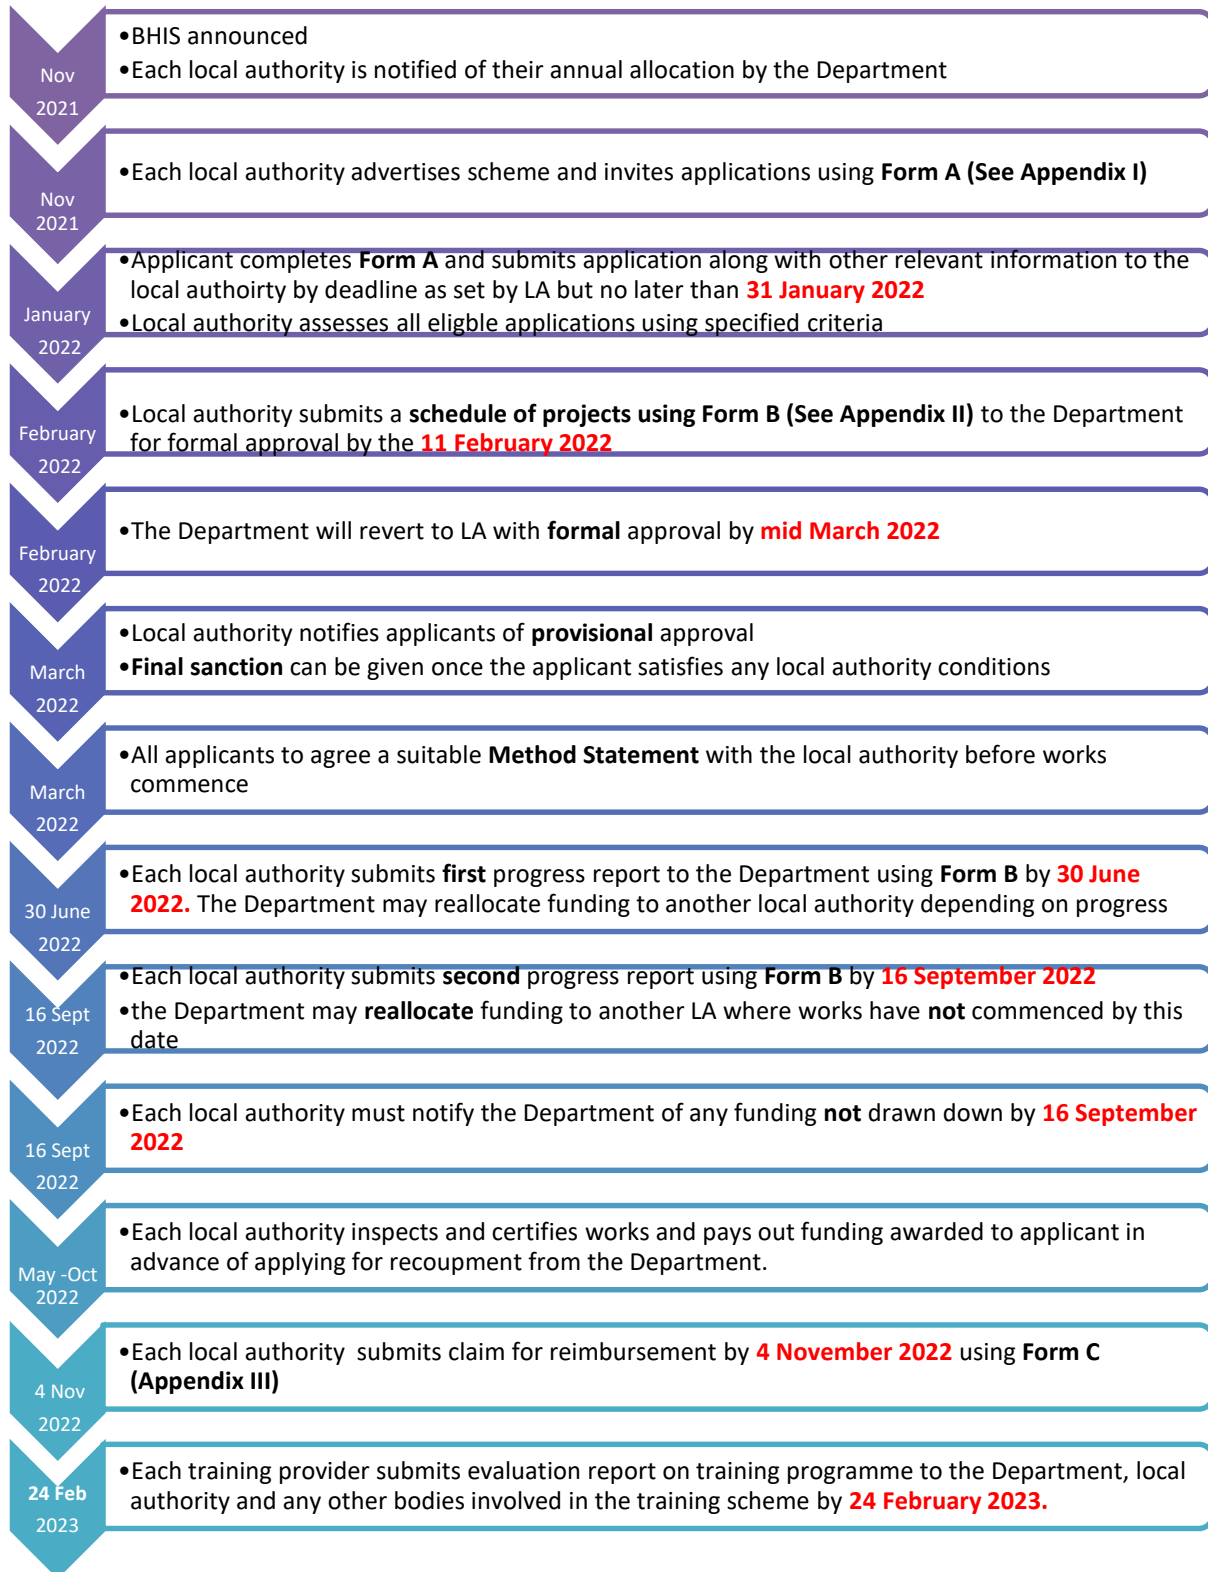 Nov
2021
•BHIS announced
•Each local authority is notified of their annual allocation by the Department
Nov
2021
•Each local authority advertises scheme and invites applications using Form A (See Appendix I)
January
2022
•Applicant completes Form A and submits application along with other relevant information to the
local authoirty by deadline as set by LA but no later than 31 January 2022
•Local authority assesses all eligble applications using specified criteria
February
2022
•Local authority submits a schedule of projects using Form B (See Appendix II) to the Department
for formal approval by the 11 February 2022
February
2022
•The Department will revert to LA with formal approval by mid March 2022
March
2022
•Local authority notifies applicants of provisional approval
•Final sanction can be given once the applicant satisfies any local authority conditions
March
2022
•All applicants to agree a suitable Method Statement with the local authority before works
commence
30 June
2022
•Each local authority submits first progress report to the Department using Form B by 30 June
2022. The Department may reallocate funding to another local authority depending on progress
16 Sept
2022
•Each local authority submits second progress report using Form B by 16 September 2022
•the Department may reallocate funding to another LA where works have not commenced by this
date
16 Sept
2022
•Each local authority must notify the Department of any funding not drawn down by 16 September
2022
May -Oct
2022
•Each local authority inspects and certifies works and pays out funding awarded to applicant in
advance of applying for recoupment from the Department.
4 Nov
2022
•Each local authority submits claim for reimbursement by 4 November 2022 using Form C
(Appendix III)
24 Feb
2023
•Each training provider submits evaluation report on training programme to the Department, local
authority and any other bodies involved in the training scheme by 24 February 2023.